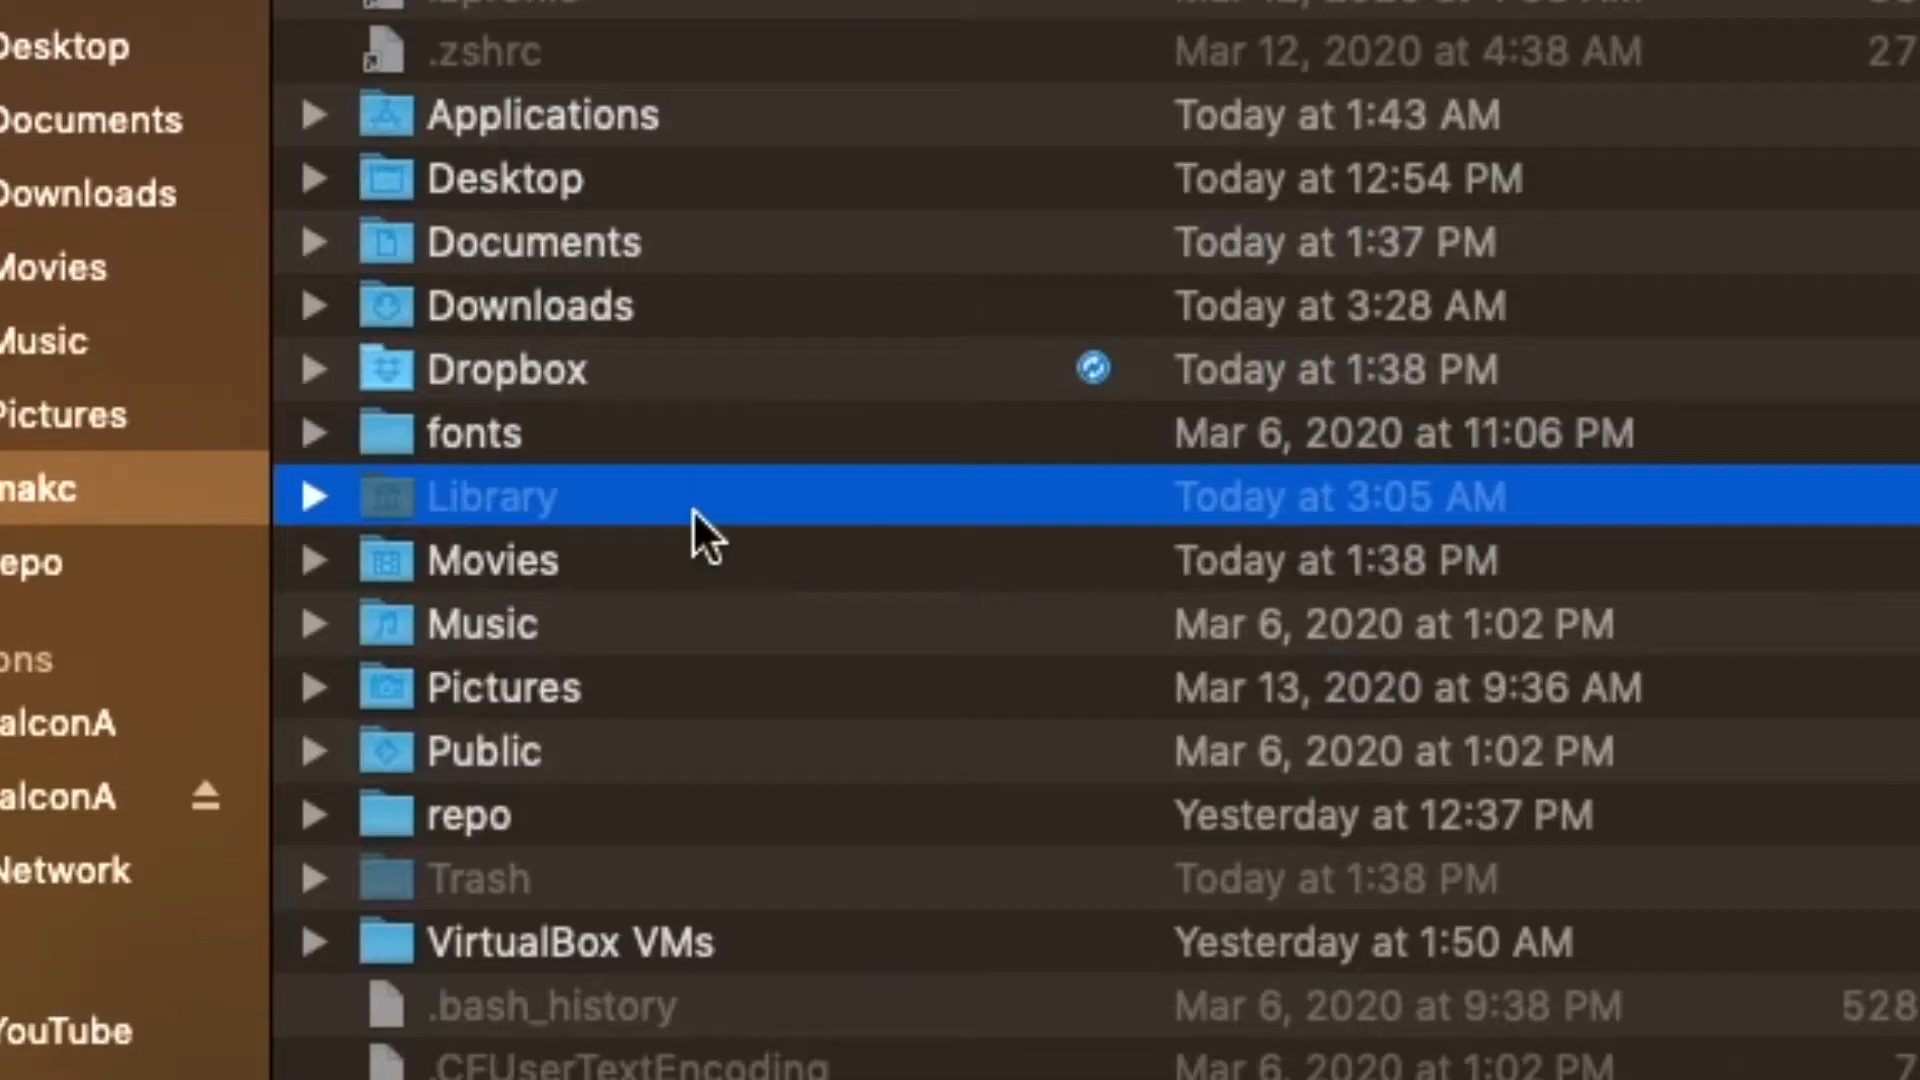 Desktop
Documents
Downloads
Movies
Music
Pictures
makc
repo
ons
alconA
alconA
Network
YouTube
.zshrc Mar 12, 2020 at 4:38 AM 27
Applications Today at 1:43 AM
Desktop Today at 12:54 PM
Documents Today at 1:37 PM
Downloads Today at 3:28 AM
Dropbox Today at 1:38 PM
fonts Mar 6, 2020 at 11:06 PM
Library Today at 3:05 AM
Movies Today at 1:38 PM
Music Mar 6, 2020 at 1:02 PM
Pictures Mar 13, 2020 at 9:36 AM
Public Mar 6, 2020 at 1:02 PM
repo Yesterday at 12:37 PM
Trash Today at 1:38 PM
VirtualBox VMs Yesterday at 1:50 AM
.bash_history Mar 6, 2020 at 9:38 PM 528
.CFUserTextEncoding Mar 6, 2020 at 1:02 PM 7